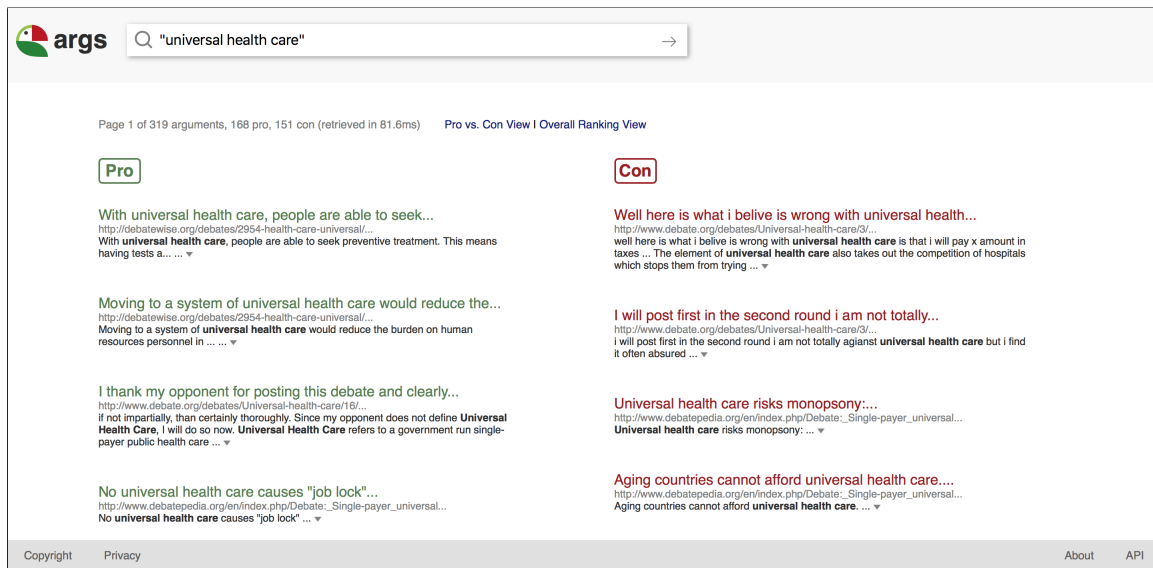 args
"universal health care"
Page 1 of 319 arguments, 168 pro, 151 con (retrieved in 81.6ms) Pro vs. Con View I Overall Ranking View
Pro
With universal health care, people are able to seek...
http://debatewise.org/debates/2954-health-care-universal/...
With universal health care, people are able to seek preventive treatment. This means
having tests a... ...
Moving to a system of universal health care would reduce the...
http://debatewise.org/debates/2954-health-care-universal/...
Moving to a system of universal health care would reduce the burden on human
resources personnel in ... ...
I thank my opponent for posting this debate and clearly...
http://www.debate.org/debates/Universal-health-care/16/...
if not impartially, than certainly thoroughly. Since my opponent does not define Universal
Health Care, I will do so now. Universal Health Care refers to a government run single-
payer public health care ...
No universal health care causes "job lock"...
http://www.debatepedia.org/en/index.php/Debate:_Single-payer_universal...
No universal health care causes "job lock" ...
Con
Well here is what i belive is wrong with universal health...
http://www.debate.org/debates/Universal-health-care/3/...
well here is what i belive is wrong with universal health care is that i will pay x amount in
taxes ... The element of universal health care also takes out the competition of hospitals
which stops them from trying ...
I will post first in the second round i am not totally...
http://www.debate.org/debates/Universal-health-care/3/...
i will post first in the second round i am not totally agianst universal health care but i find
it often absured ...
Universal health care risks monopsony:...
http://www.debatepedia.org/en/index.php/Debate:_Single-payer_universal...
Universal health care risks monopsony: ...
Aging countries cannot afford universal health care....
http://www.debatepedia.org/en/index.php/Debate:_Single-payer_universal...
Aging countries cannot afford universal health care. ...
Copyright Privacy About API